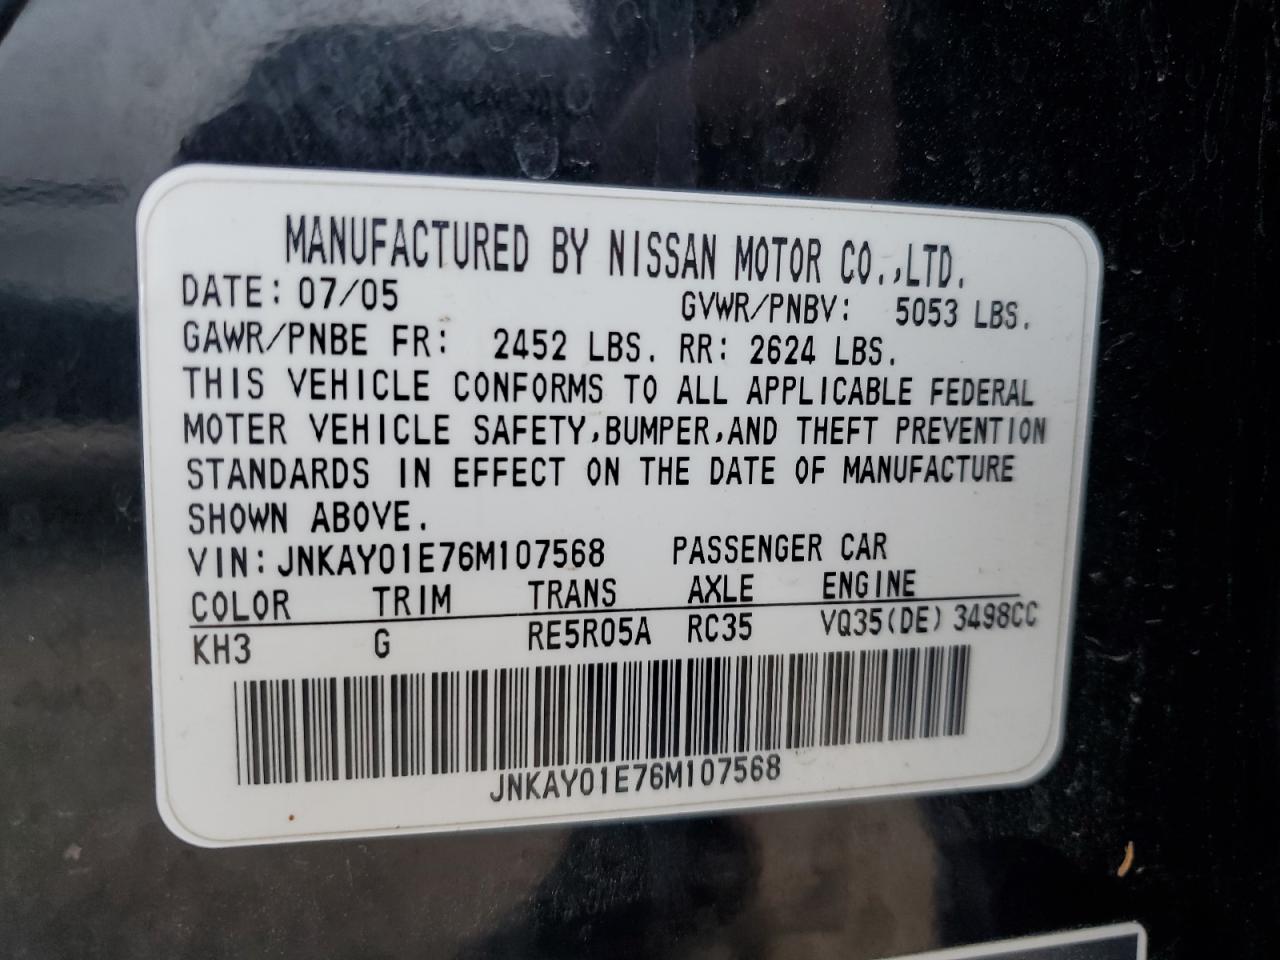 MANUFACTURED BY NISSAN MOTOR CO.,LTD.
DATE: 07/05 GVWR/PNBV: 5053 LBS.
GAWR/PNBE FR: 2452 LBS. RR: 2624 LBS.
THIS VEHICLE CONFORMS TO ALL APPLICABLE FEDERAL
MOTER VEHICLE SAFETY,BUMPER,AND THEFT PREVENTION
STANDARDS IN EFFECT ON THE DATE OF MANUFACTURE
SHOWN ABOVE.
VIN: JNKAY01E76M107568 PASSENGER CAR
COLOR TRIM TRANS AXLE ENGINE
KH3 G RE5R05A RC35 VQ35(DE) 3498CC
JNKAY01E76M107568